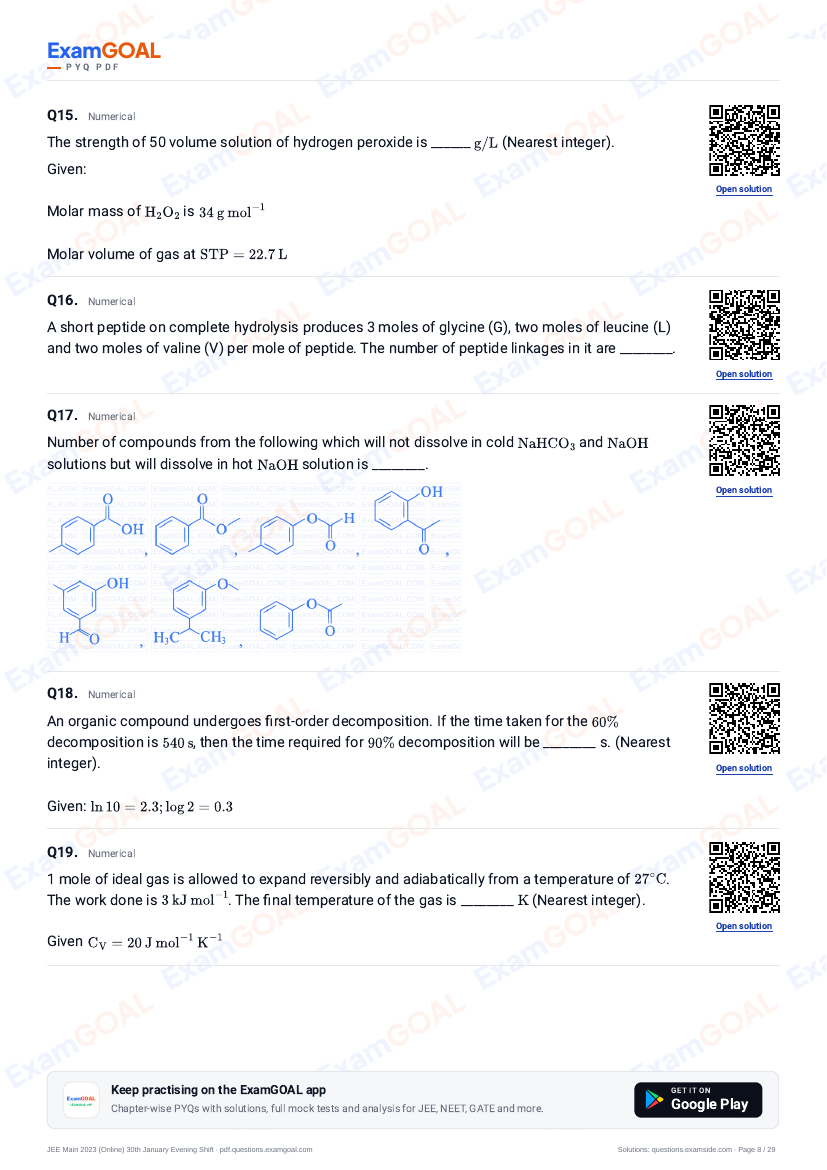 ExamGOAL
PYQ PDF
Q15. Numerical
The strength of 50 volume solution of hydrogen peroxide is ______ g/L (Nearest integer).
Given:
Molar mass of H₂O₂ is 34 g mol⁻¹
Molar volume of gas at STP = 22.7 L
Open solution
Q16. Numerical
A short peptide on complete hydrolysis produces 3 moles of glycine (G), two moles of leucine (L)
and two moles of valine (V) per mole of peptide. The number of peptide linkages in it are ________.
Open solution
Q17. Numerical
Number of compounds from the following which will not dissolve in cold NaHCO₃ and NaOH
solutions but will dissolve in hot NaOH solution is ________.
Open solution
O OH , O O , O H O , OH O ,
OH H O , O H₃C CH₃ , O O
Q18. Numerical
An organic compound undergoes first-order decomposition. If the time taken for the 60%
decomposition is 540 s, then the time required for 90% decomposition will be ________ s. (Nearest
integer).
Given: ln 10 = 2.3; log 2 = 0.3
Open solution
Q19. Numerical
1 mole of ideal gas is allowed to expand reversibly and adiabatically from a temperature of 27°C.
The work done is 3 kJ mol⁻¹. The final temperature of the gas is ________ K (Nearest integer).
Given C_V = 20 J mol⁻¹ K⁻¹
Open solution
Keep practising on the ExamGOAL app
Chapter-wise PYQs with solutions, full mock tests and analysis for JEE, NEET, GATE and more.
GET IT ON
Google Play
JEE Main 2023 (Online) 30th January Evening Shift · pdf.questions.examgoal.com
Solutions: questions.examside.com · Page 8 / 29